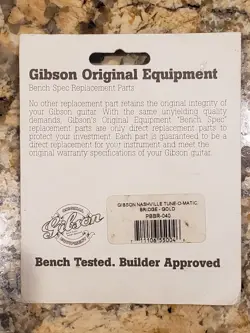 Gibson Original Equipment
Bench Spec Replacement Parts
No other replacement part retains the original integrity of
your Gibson guitar. With the same unyielding quality
demands, Gibson's Original Equipment "Bench Spec"
replacement parts are only direct replacement parts to
protect your investment. Each part is guaranteed to be a
direct replacement for your instrument and meet the
original warranty specifications of your Gibson guitar.
GIBSON NASHVILLE TUNE-O-MATIC
BRIDGE - GOLD
PBBR-040
Gibson
Bench Tested. Builder Approved